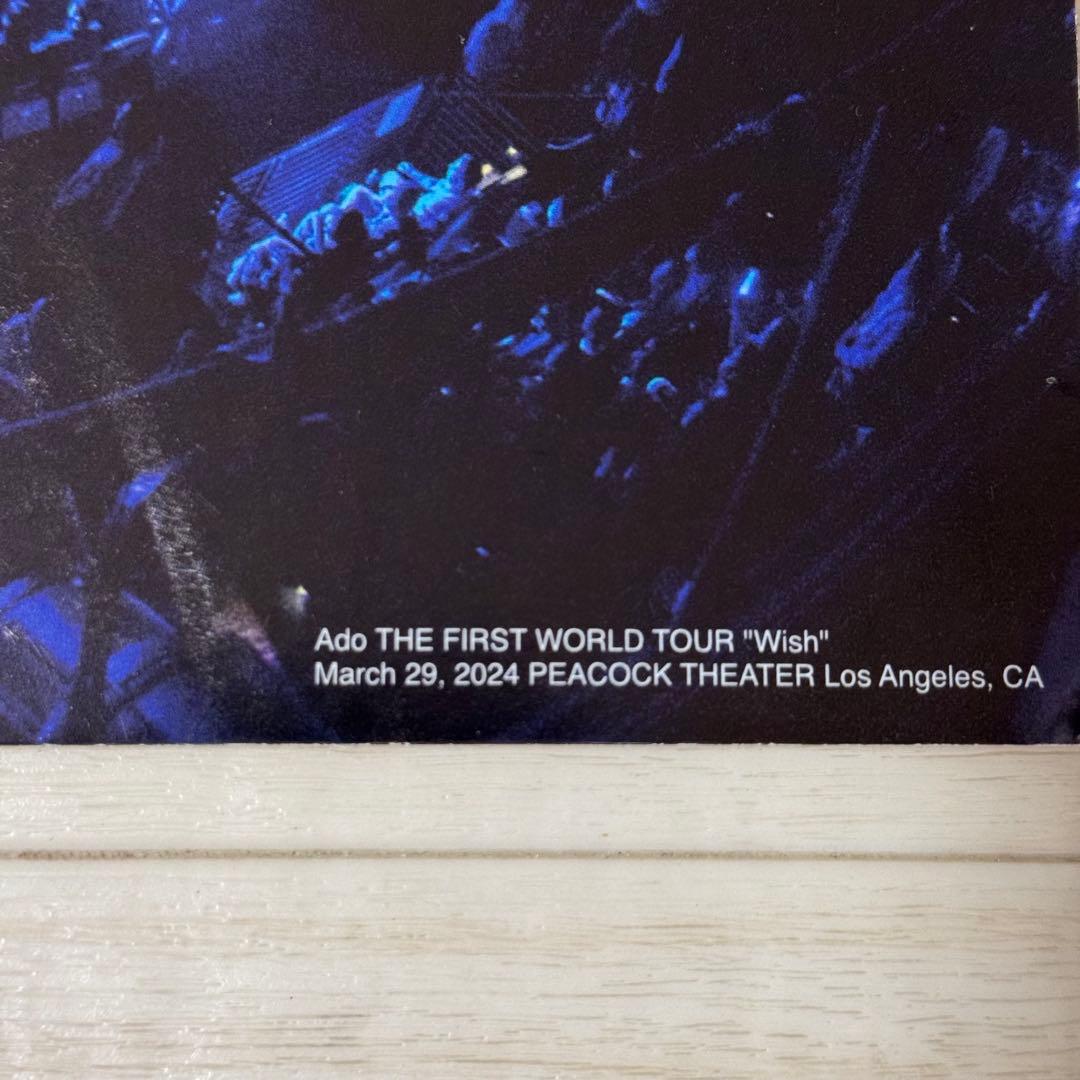 Ado THE FIRST WORLD TOUR "Wish"
March 29, 2024 PEACOCK THEATER Los Angeles, CA